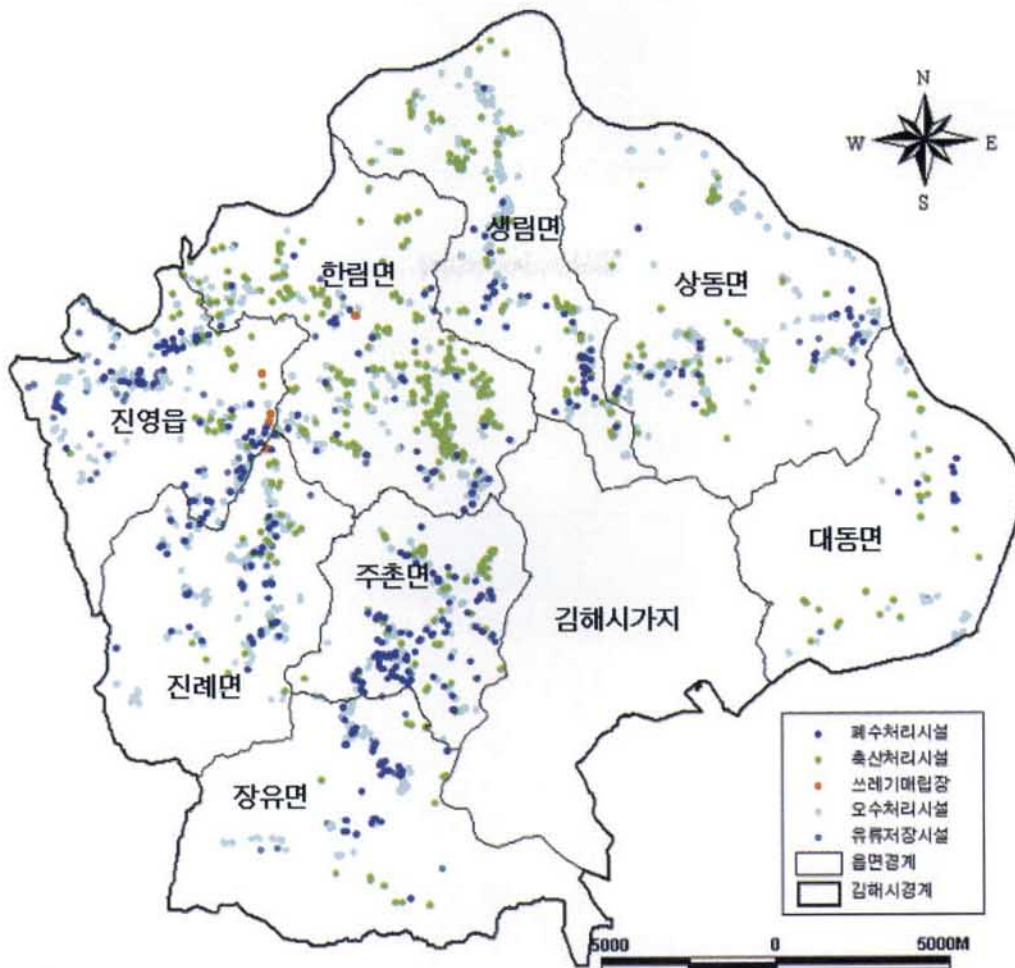 N
W E
S
생림면
한림면
상동면
진영읍
대동면
주촌면
김해시가지
진례면
장유면
폐수처리시설
축산처리시설
쓰레기매립장
오수처리시설
유류저장시설
읍면경계
김해시경계
5000 0 5000M